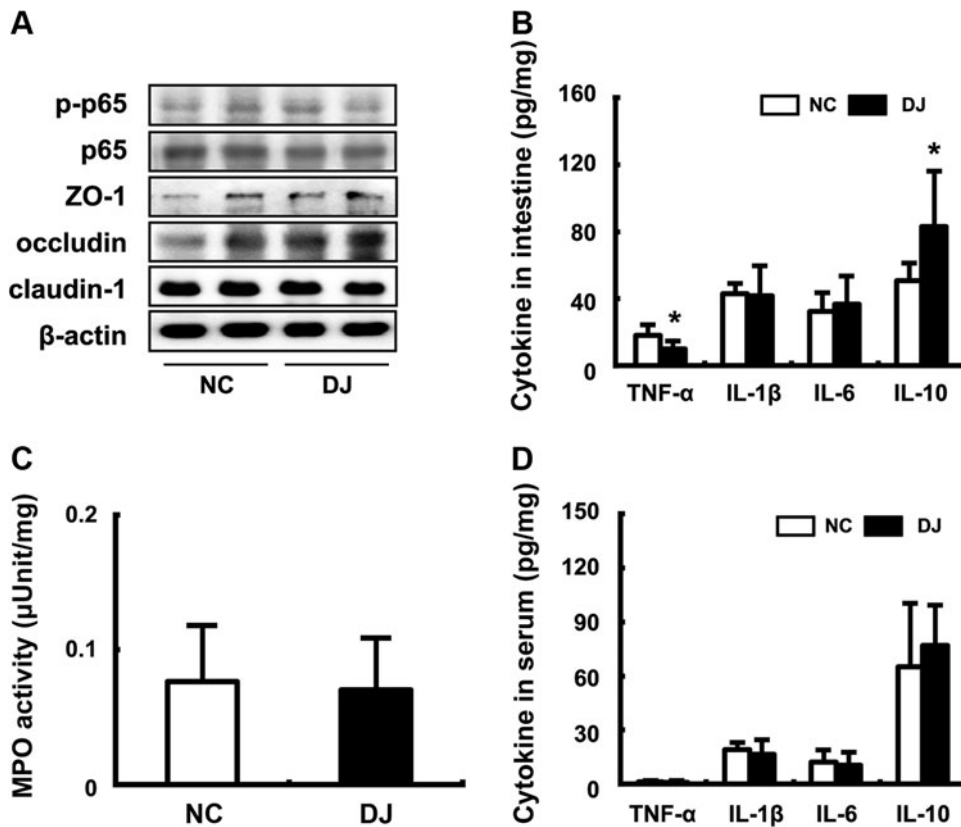 A
p-p65
p65
ZO-1
occludin
claudin-1
β-actin
NC DJ
B
Cytokine in intestine (pg/mg)
160
120
80
40
0
NC DJ
*
*
TNF-α IL-1β IL-6 IL-10
C
MPO activity (μUnit/mg)
0.2
0.1
0
NC DJ
D
Cytokine in serum (pg/mg)
150
120
90
60
30
0
NC DJ
TNF-α IL-1β IL-6 IL-10